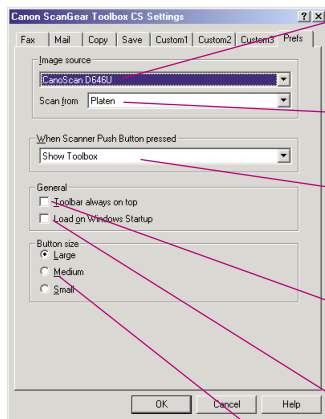 Canon ScanGear Toolbox CS Settings
Fax Mail Copy Save Custom1 Custom2 Custom3 Prefs
Image source
CanoScan D646U
Scan from Platen
When Scanner Push Button pressed
Show Toolbox
General
Toolbar always on top
Load on Windows Startup
Button size
Large
Medium
Small
OK Cancel Help